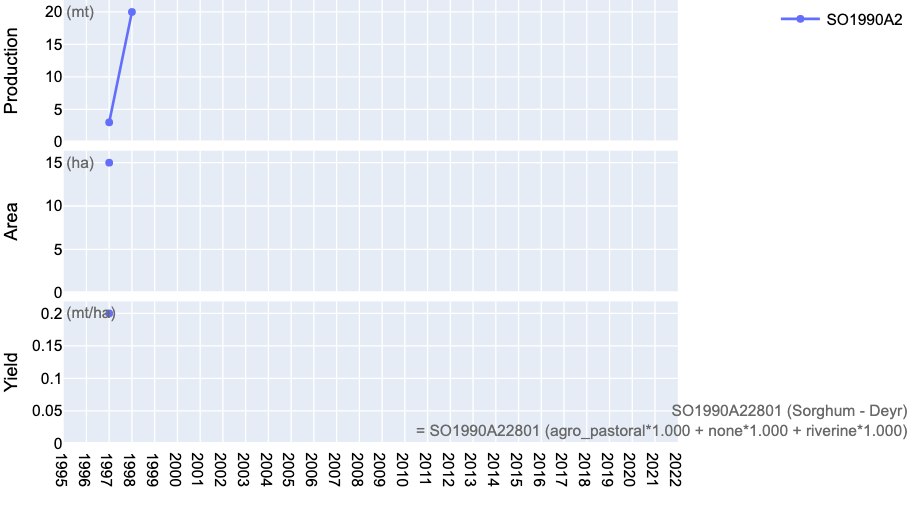 20 (mt)
15
10
5
0
Production
SO1990A2
15 (ha)
10
5
0
Area
0.2 (mt/ha)
0.15
0.1
0.05
0
Yield
SO1990A22801 (Sorghum - Deyr)
= SO1990A22801 (agro_pastoral*1.000 + none*1.000 + riverine*1.000)
1995 1996 1997 1998 1999 2000 2001 2002 2003 2004 2005 2006 2007 2008 2009 2010 2011 2012 2013 2014 2015 2016 2017 2018 2019 2020 2021 2022